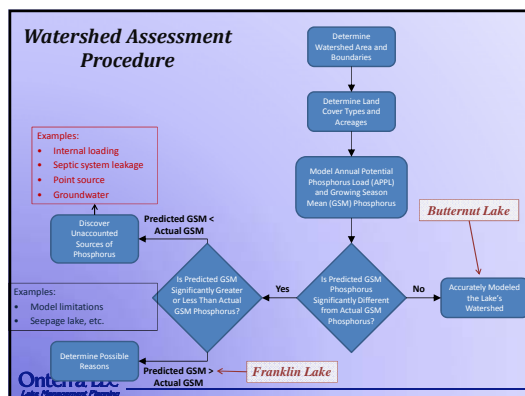 Watershed Assessment
Procedure
Determine
Watershed Area and
Boundaries
Determine Land
Cover Types and
Acreages
Model Annual Potential
Phosphorus Load (APPL)
and Growing Season
Mean (GSM) Phosphorus
Examples:
• Internal loading
• Septic system leakage
• Point source
• Groundwater
Discover
Unaccounted
Sources of
Phosphorus
Predicted GSM <
Actual GSM
Butternut Lake
Is Predicted GSM
Significantly Greater
or Less Than Actual
GSM Phosphorus?
Yes
Is Predicted GSM
Phosphorus
Significantly Different
from Actual GSM
Phosphorus?
No
Accurately Modeled
the Lake's
Watershed
Examples:
• Model limitations
• Seepage lake, etc.
Determine Possible
Reasons
Predicted GSM >
Actual GSM
Franklin Lake
Onterra LLC
Lake Management Planning